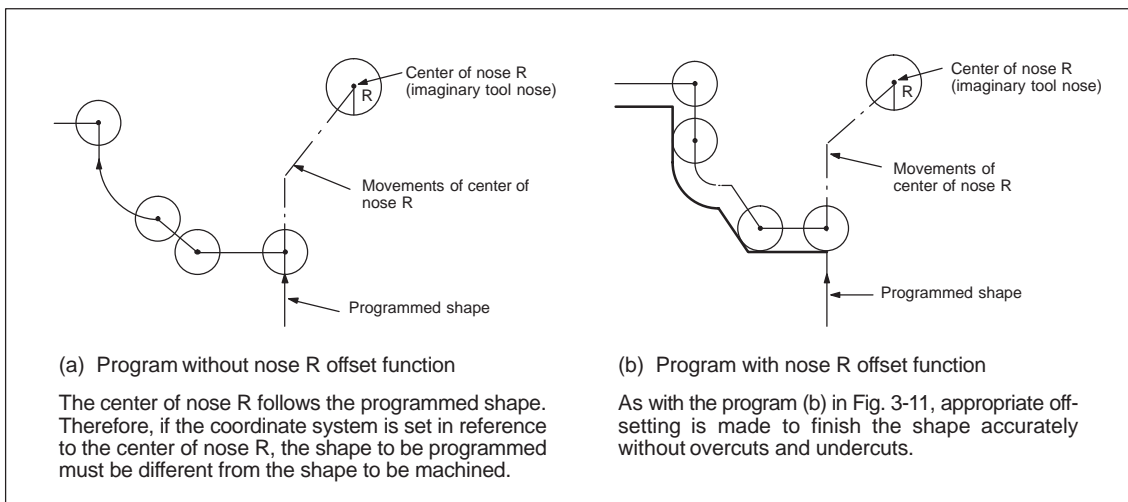 Center of nose R
(imaginary tool nose)
R
Movements of center of
nose R
Programmed shape
(a) Program without nose R offset function
The center of nose R follows the programmed shape.
Therefore, if the coordinate system is set in reference
to the center of nose R, the shape to be programmed
must be different from the shape to be machined.
Center of nose R
(imaginary tool nose)
R
Movements of
center of nose R
Programmed shape
(b) Program with nose R offset function
As with the program (b) in Fig. 3-11, appropriate off-
setting is made to finish the shape accurately
without overcuts and undercuts.